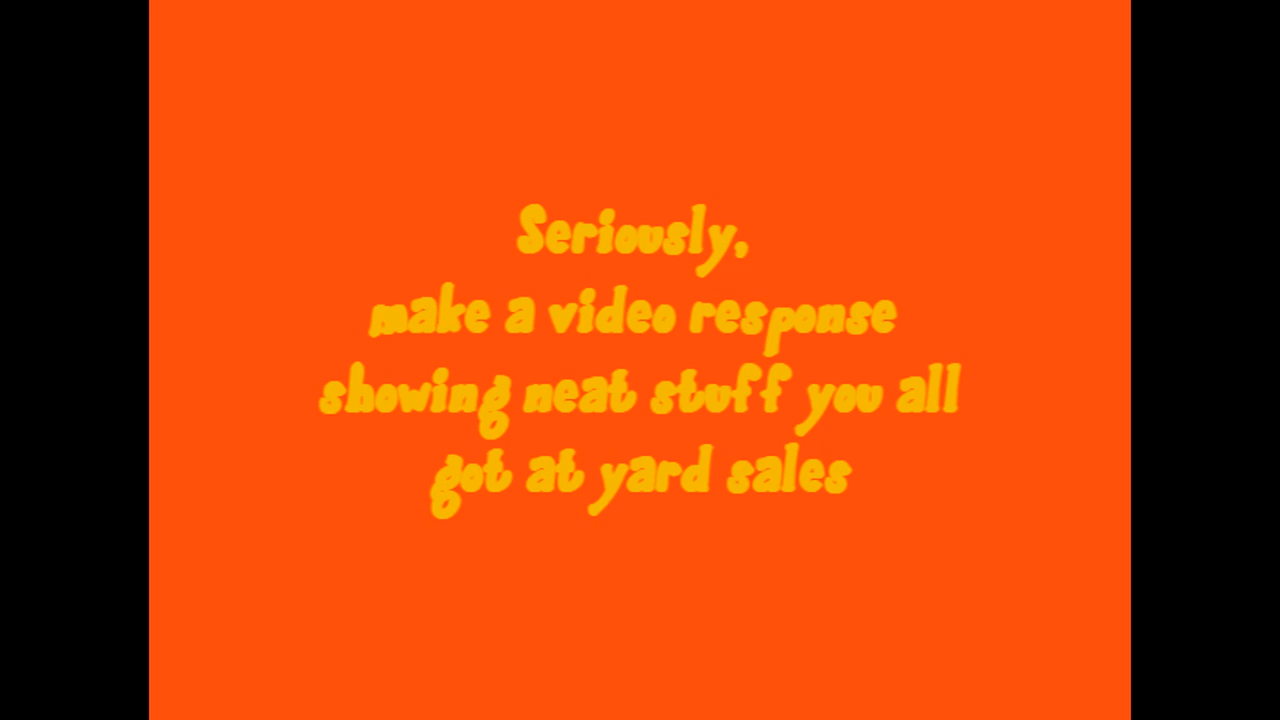 Seriously,
make a video response
showing neat stuff you all
got at yard sales